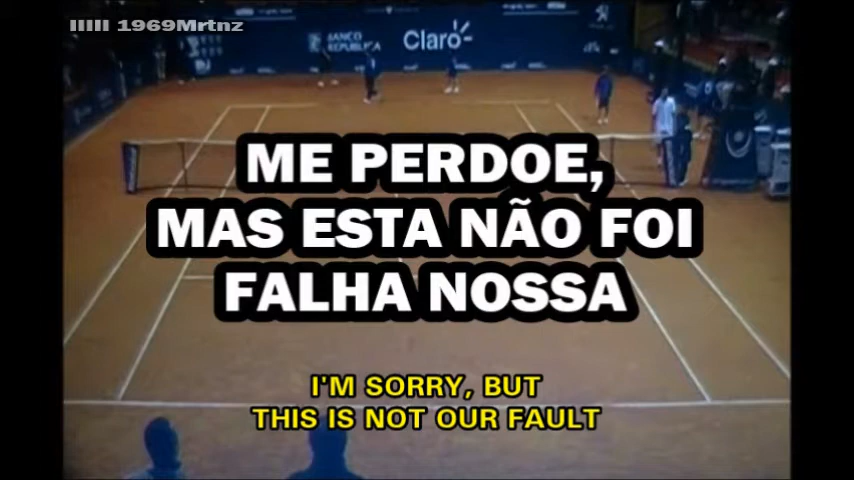 IIIII 1969Mrtnz
BANCO
REPÚBLICA
Claro
ME PERDOE,
MAS ESTA NÃO FOI
FALHA NOSSA
I'M SORRY, BUT
THIS IS NOT OUR FAULT